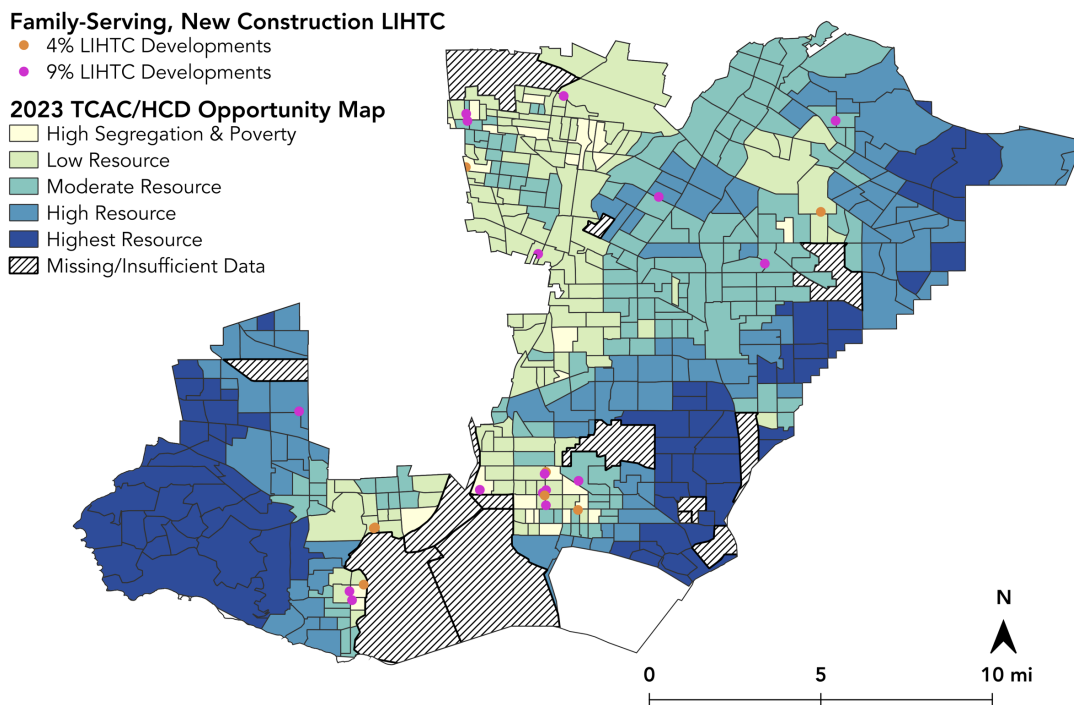 Family-Serving, New Construction LIHTC
4% LIHTC Developments
9% LIHTC Developments
2023 TCAC/HCD Opportunity Map
High Segregation & Poverty
Low Resource
Moderate Resource
High Resource
Highest Resource
Missing/Insufficient Data
N
0 5 10 mi